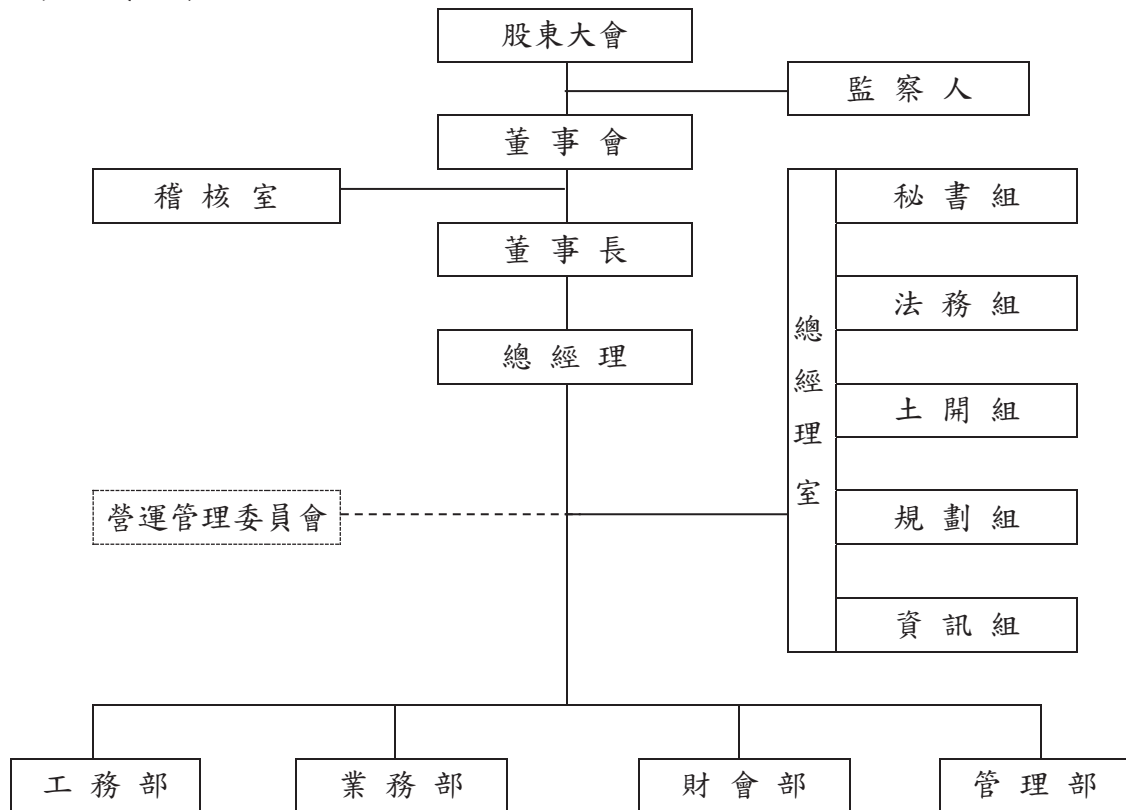 股東大會
監察人
董事會
稽核室
秘書組
董事長
法務組
總經理
總經理室
土開組
營運管理委員會
規劃組
資訊組
工務部
業務部
財會部
管理部